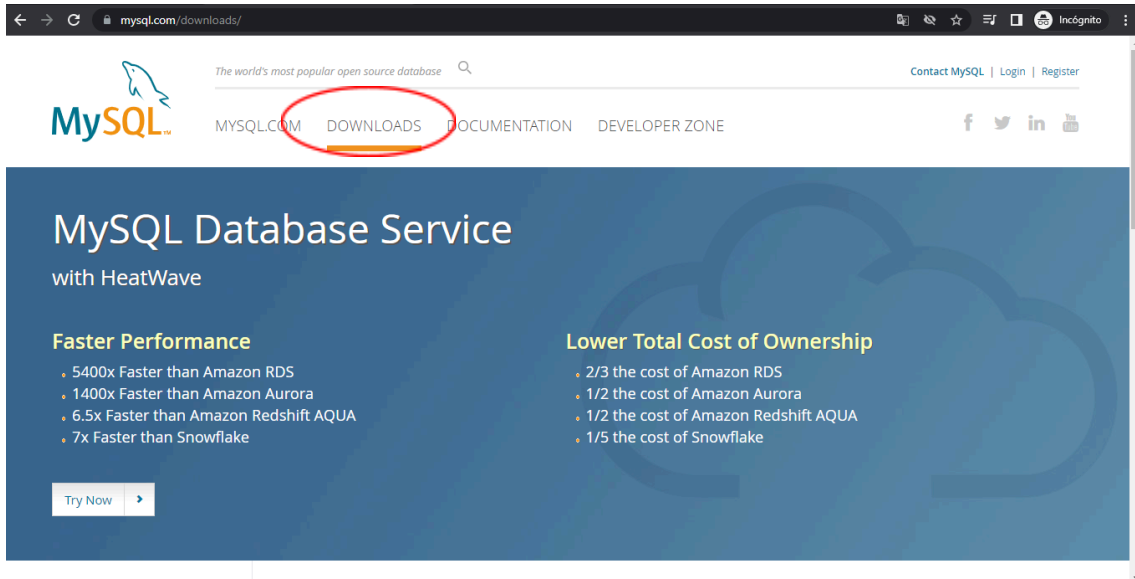 mysql.com/downloads/
Incógnito
The world's most popular open source database
Contact MySQL | Login | Register
MySQL™
MYSQL.COM DOWNLOADS DOCUMENTATION DEVELOPER ZONE
f in You Tube
MySQL Database Service
with HeatWave
Faster Performance
5400x Faster than Amazon RDS
1400x Faster than Amazon Aurora
6.5x Faster than Amazon Redshift AQUA
7x Faster than Snowflake
Lower Total Cost of Ownership
2/3 the cost of Amazon RDS
1/2 the cost of Amazon Aurora
1/2 the cost of Amazon Redshift AQUA
1/5 the cost of Snowflake
Try Now